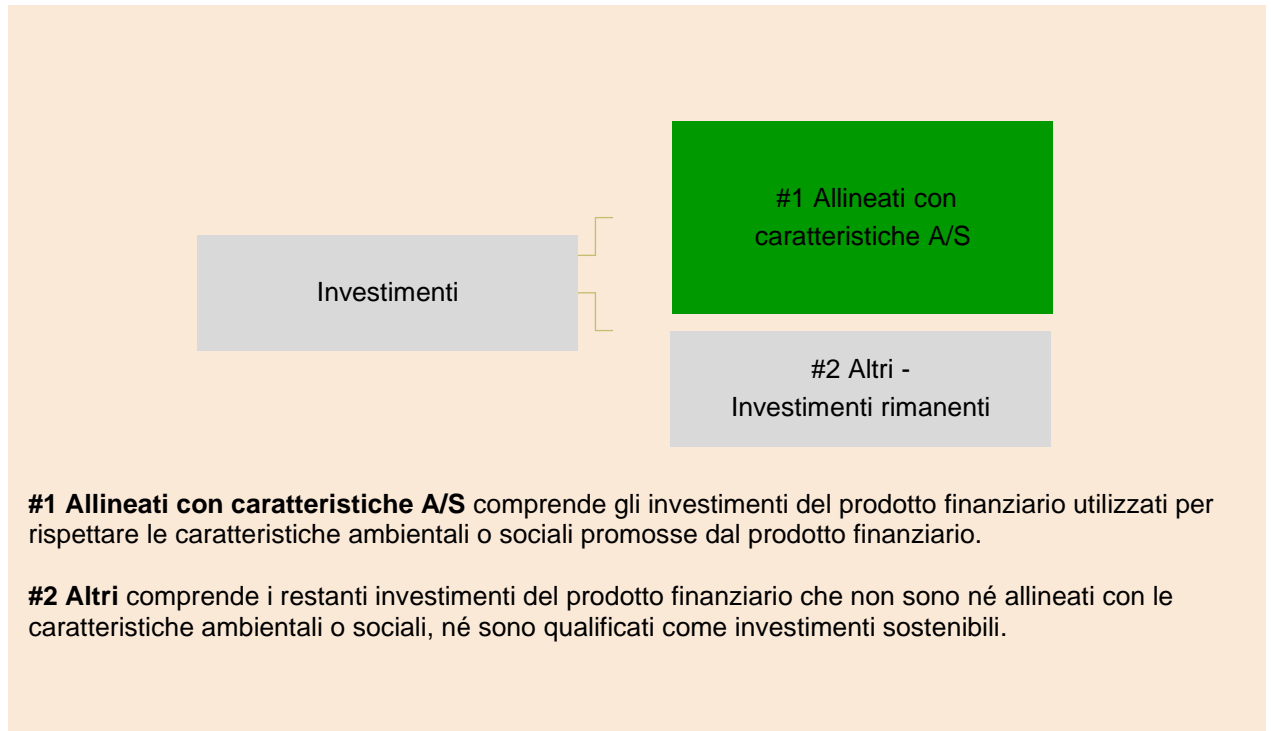 #1 Allineati con
caratteristiche A/S
Investimenti
#2 Altri -
Investimenti rimanenti
#1 Allineati con caratteristiche A/S comprende gli investimenti del prodotto finanziario utilizzati per
rispettare le caratteristiche ambientali o sociali promosse dal prodotto finanziario.
#2 Altri comprende i restanti investimenti del prodotto finanziario che non sono né allineati con le
caratteristiche ambientali o sociali, né sono qualificati come investimenti sostenibili.